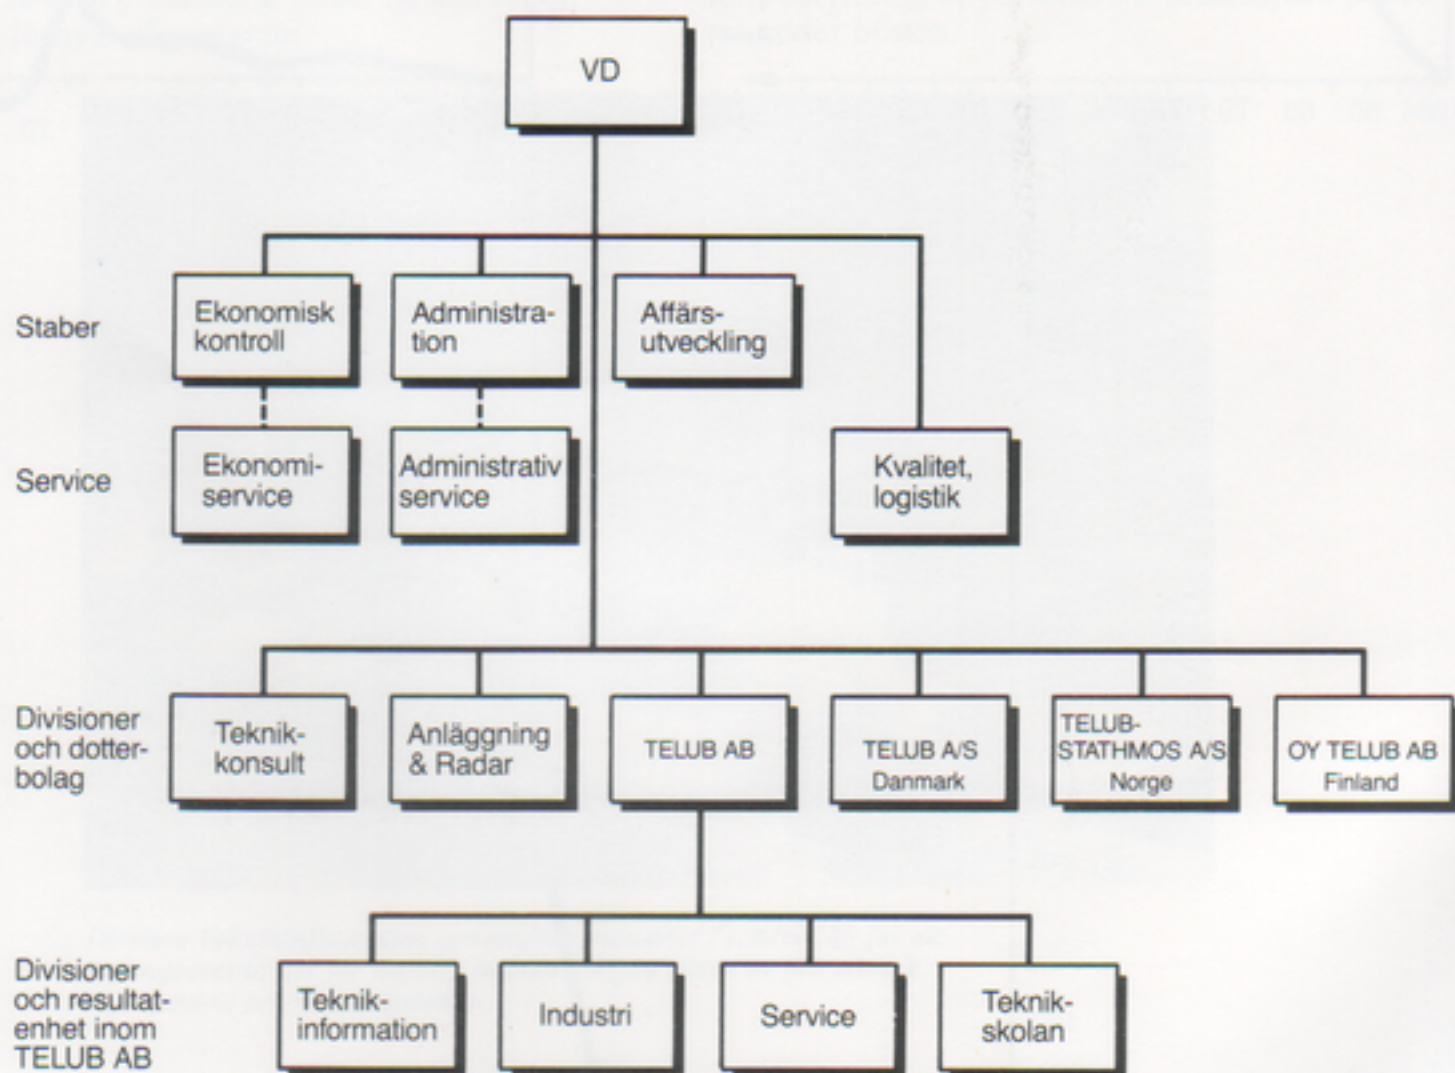 VD
Staber
Ekonomisk
kontroll
Administra-
tion
Affärs-
utveckling
Service
Ekonomi-
service
Administrativ
service
Kvalitet,
logistik
Divisioner
och dotter-
bolag
Teknik-
konsult
Anläggning
& Radar
TELUB AB
TELUB A/S
Danmark
TELUB-
STATHMOS A/S
Norge
OY TELUB AB
Finland
Divisioner
och resultat-
enhet inom
TELUB AB
Teknik-
information
Industri
Service
Teknik-
skolan